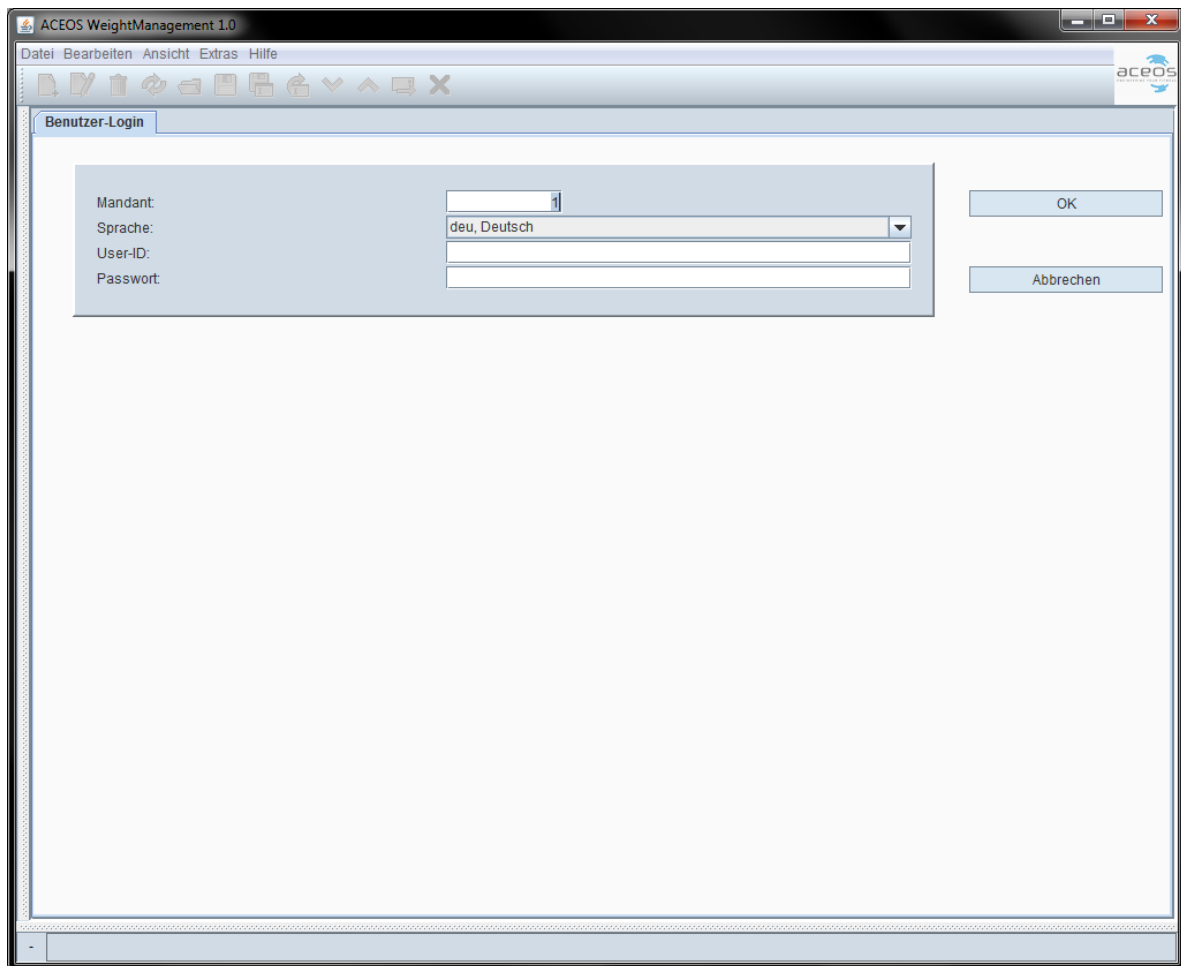 ACEOS WeightManagement 1.0
Datei Bearbeiten Ansicht Extras Hilfe
aceos
Benutzer-Login
Mandant: 1
OK
Sprache: deu, Deutsch
User-ID:
Passwort:
Abbrechen
-